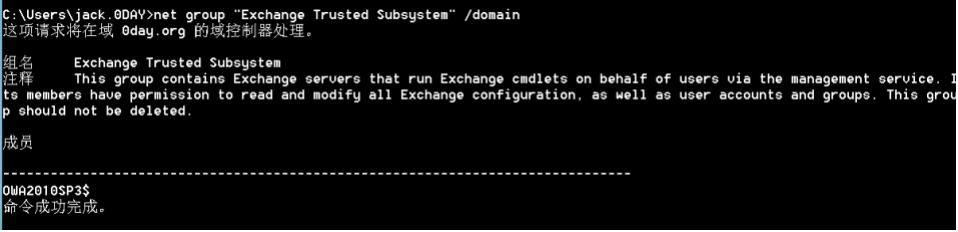 C:\Users\jack.0DAY>net group "Exchange Trusted Subsystem" /domain
这项请求将在域 0day.org 的域控制器处理。
组名     Exchange Trusted Subsystem
注释     This group contains Exchange servers that run Exchange cmdlets on behalf of users via the management service. I
ts members have permission to read and modify all Exchange configuration, as well as user accounts and groups. This grou
p should not be deleted.
成员
-------------------------------------------------------------------------------
OWA2010SP3$
命令成功完成。